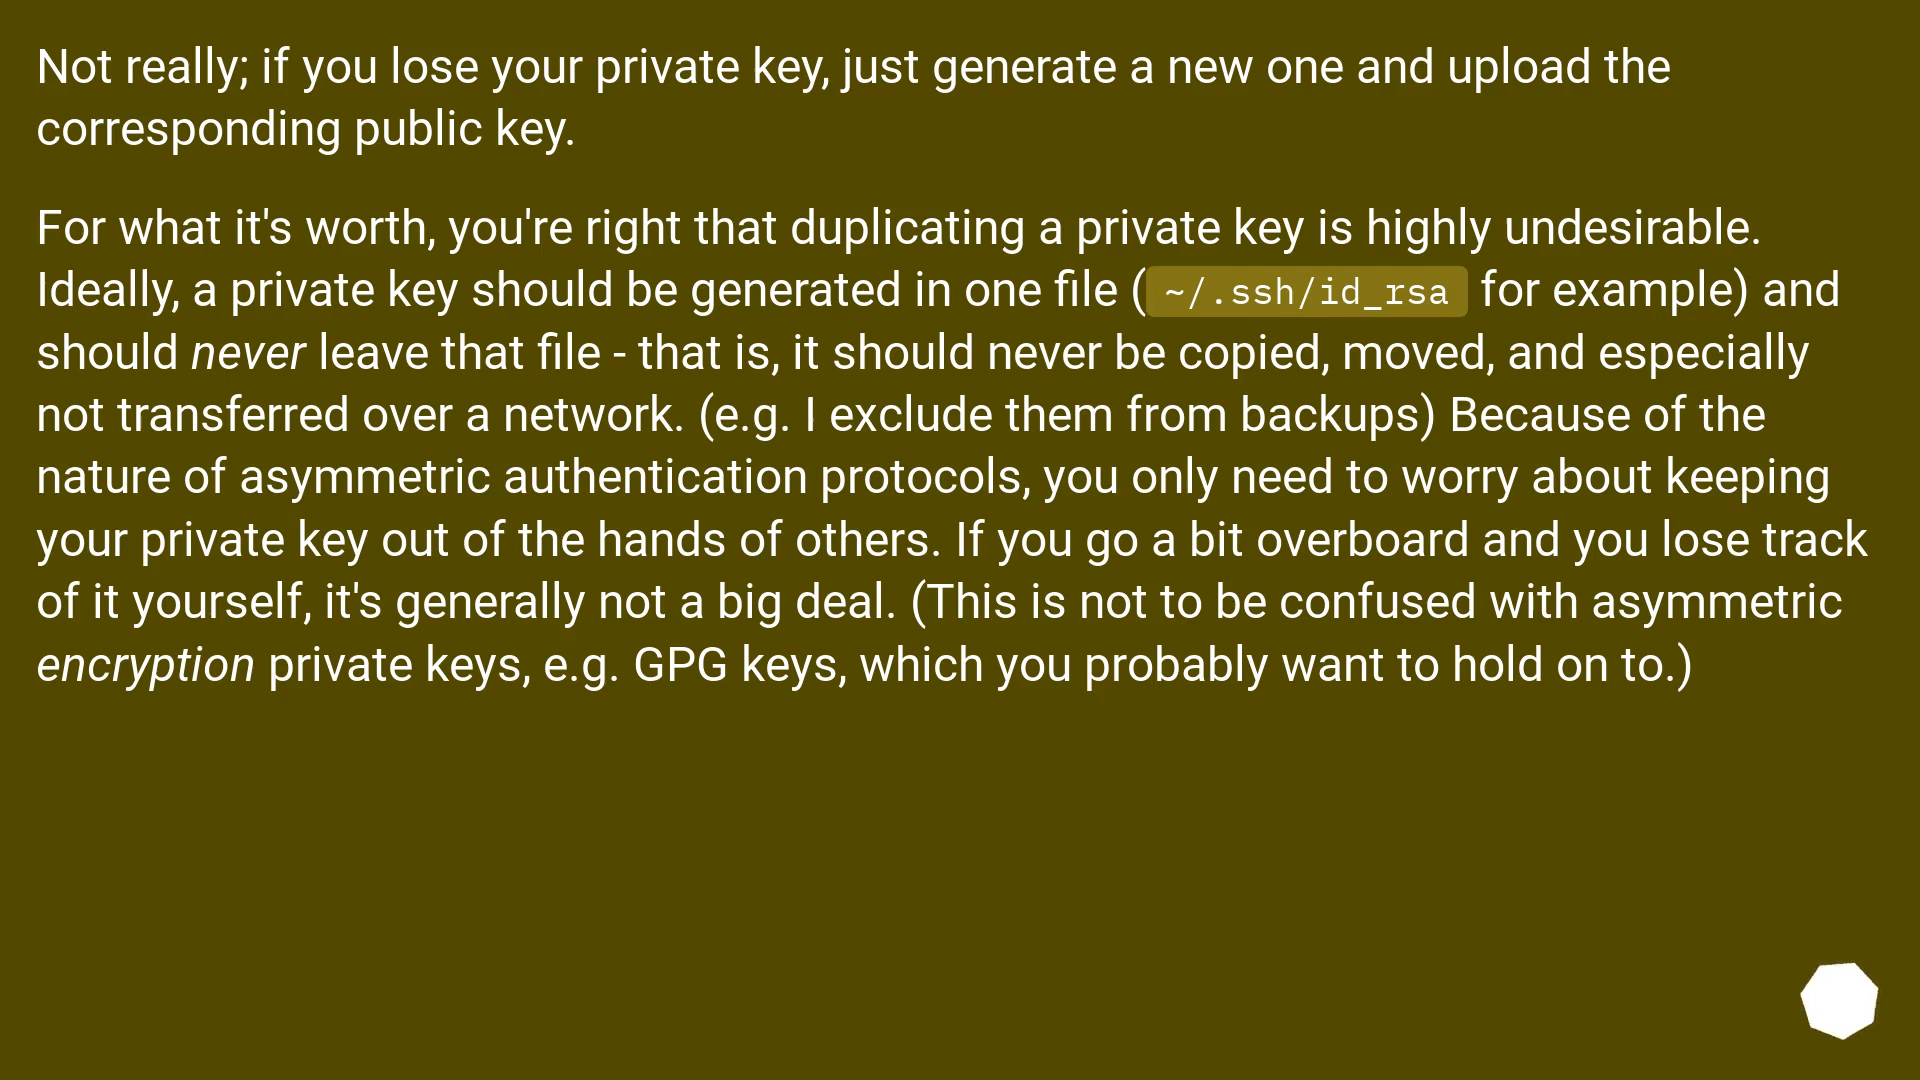 Not really; if you lose your private key, just generate a new one and upload the
corresponding public key.
For what it's worth, you're right that duplicating a private key is highly undesirable.
Ideally, a private key should be generated in one file ( ~/.ssh/id_rsa for example) and
should never leave that file - that is, it should never be copied, moved, and especially
not transferred over a network. (e.g. I exclude them from backups) Because of the
nature of asymmetric authentication protocols, you only need to worry about keeping
your private key out of the hands of others. If you go a bit overboard and you lose track
of it yourself, it's generally not a big deal. (This is not to be confused with asymmetric
encryption private keys, e.g. GPG keys, which you probably want to hold on to.)